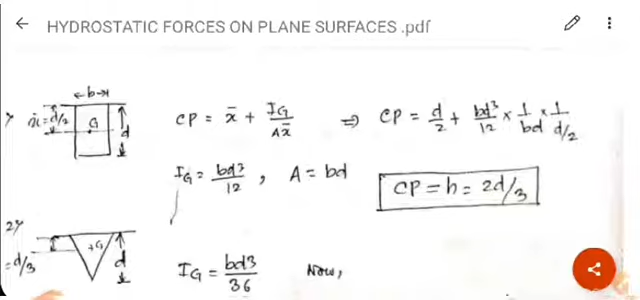 HYDROSTATIC FORCES ON PLANE SURFACES .pdf
b
x̄=d/2
G
d
CP = x̄ + IG/Ax̄ ⇒ CP = d/2 + bd³/12 × 1/bd × 1/d/2
IG = bd³/12 , A = bd
CP = h = 2d/3
2)
= d/3
+G
d
IG = bd3/36 Now,